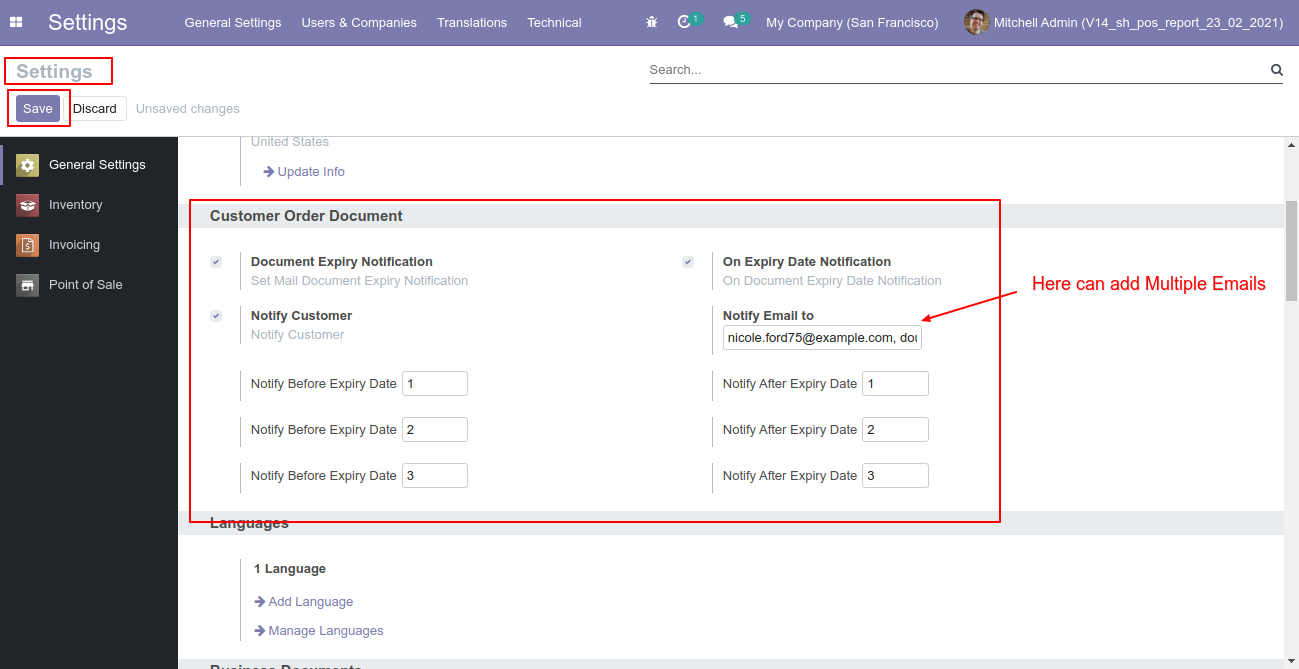 Settings General Settings Users & Companies Translations Technical 1 5 My Company (San Francisco) Mitchell Admin (V14_sh_pos_report_23_02_2021)
Settings Search...
Save Discard Unsaved changes
General Settings
Inventory
Invoicing
Point of Sale
United States
Update Info
Customer Order Document
Document Expiry Notification
Set Mail Document Expiry Notification
On Expiry Date Notification
On Document Expiry Date Notification
Here can add Multiple Emails
Notify Customer
Notify Customer
Notify Email to
nicole.ford75@example.com, dou
Notify Before Expiry Date 1
Notify After Expiry Date 1
Notify Before Expiry Date 2
Notify After Expiry Date 2
Notify Before Expiry Date 3
Notify After Expiry Date 3
Languages
1 Language
Add Language
Manage Languages
Business Documents